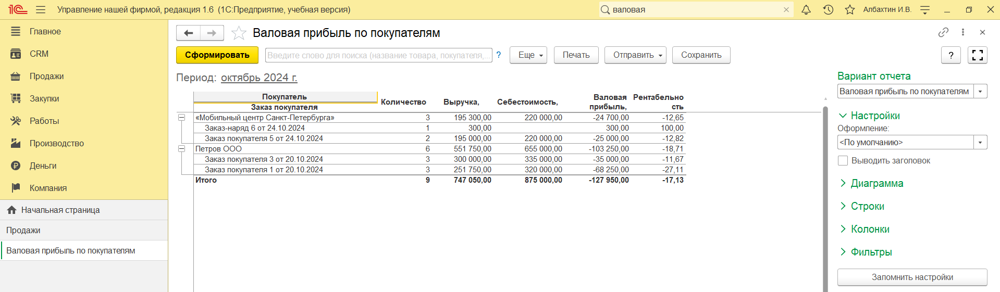 1С Управление нашей фирмой, редакция 1.6 (1С:Предприятие, учебная версия)
валовая
Албахтин И.В.
Главное
CRM
Продажи
Закупки
Работы
Производство
Деньги
Компания
Начальная страница
Продажи
Валовая прибыль по покупателям
Валовая прибыль по покупателям
Сформировать
Введите слово для поиска (название товара, покупателя,...
?
Еще
Печать
Отправить
Сохранить
?
Период: октябрь 2024 г.
Покупатель
Заказ покупателя
Количество
Выручка,
Себестоимость,
Валовая
прибыль,
Рентабельно
сть
«Мобильный центр Санкт-Петербурга» 3 195 300,00 220 000,00 -24 700,00 -12,65
Заказ-наряд 6 от 24.10.2024 1 300,00 300,00 100,00
Заказ покупателя 5 от 24.10.2024 2 195 000,00 220 000,00 -25 000,00 -12,82
Петров ООО 6 551 750,00 655 000,00 -103 250,00 -18,71
Заказ покупателя 3 от 20.10.2024 3 300 000,00 335 000,00 -35 000,00 -11,67
Заказ покупателя 1 от 20.10.2024 3 251 750,00 320 000,00 -68 250,00 -27,11
Итого 9 747 050,00 875 000,00 -127 950,00 -17,13
Вариант отчета
Валовая прибыль по покупателям
Настройки
Оформление:
<По умолчанию>
Выводить заголовок
Диаграмма
Строки
Колонки
Фильтры
Запомнить настройки